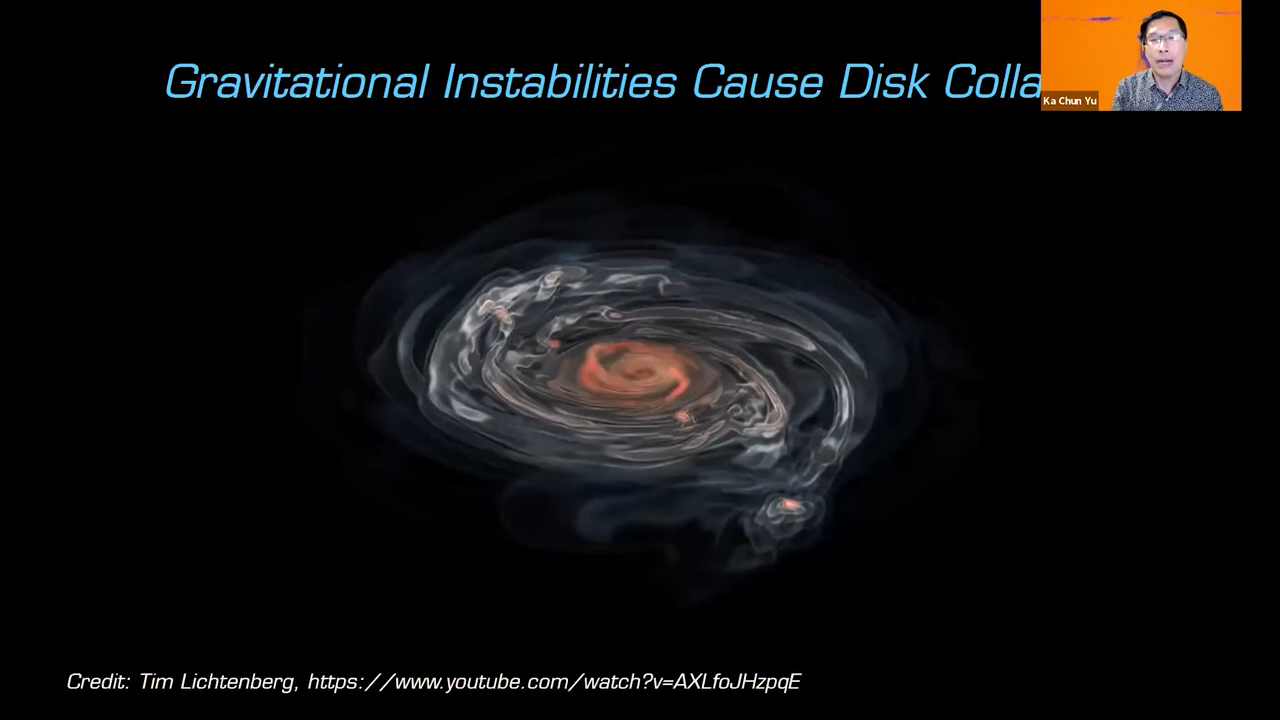 Gravitational Instabilities Cause Disk Colla
Ka Chun Yu
Credit: Tim Lichtenberg, https://www.youtube.com/watch?v=AXLfoJHzpqE